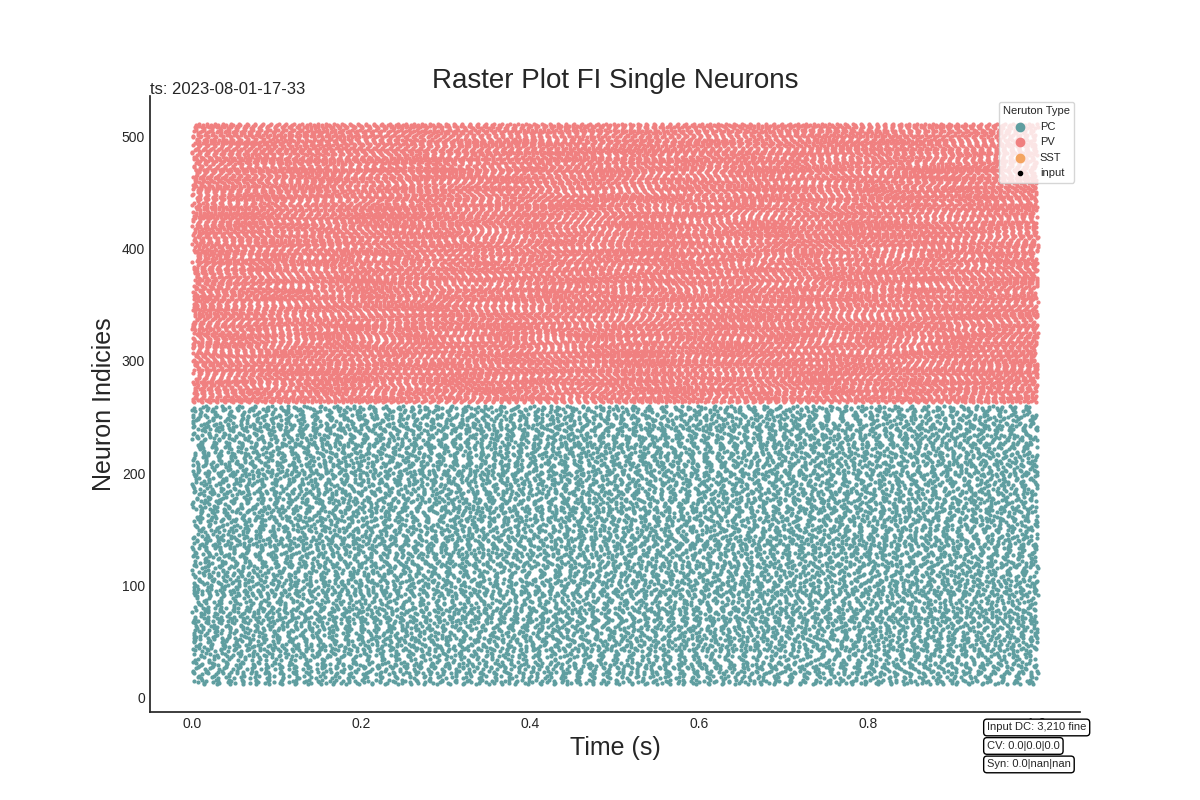 Raster Plot FI Single Neurons
ts: 2023-08-01-17-33
Neruton Type
PC
PV
SST
input
Neuron Indicies
500
400
300
200
100
0
0.0 0.2 0.4 0.6 0.8
Time (s)
Input DC: 3,210 fine
CV: 0.0|0.0|0.0
Syn: 0.0|nan|nan